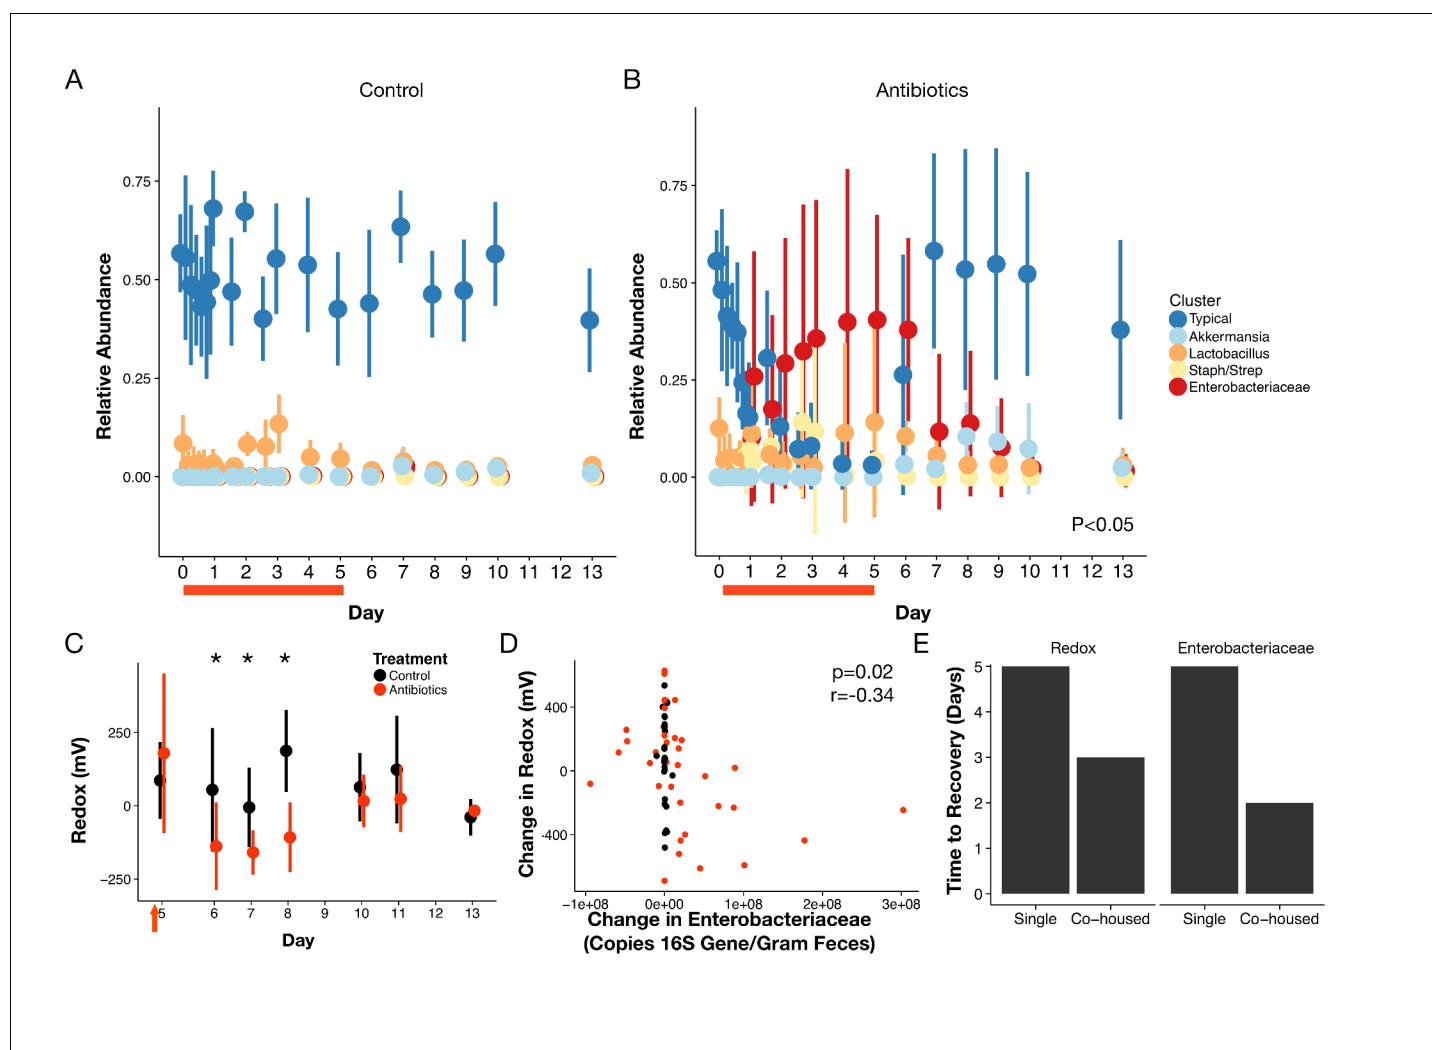 A
Control
0.75
0.50
0.25
0.00
Relative Abundance
0 1 2 3 4 5 6 7 8 9 10 11 12 13
Day
B
Antibiotics
0.75
0.50
0.25
0.00
Relative Abundance
P<0.05
0 1 2 3 4 5 6 7 8 9 10 11 12 13
Day
Cluster
Typical
Akkermansia
Lactobacillus
Staph/Strep
Enterobacteriaceae
C
* * *
Treatment
Control
Antibiotics
250
0
−250
Redox (mV)
5 6 7 8 9 10 11 12 13
Day
D
p=0.02
r=-0.34
400
0
-400
Change in Redox (mV)
−1e+08 0e+00 1e+08 2e+08 3e+08
Change in Enterobacteriaceae
(Copies 16S Gene/Gram Feces)
E
Redox Enterobacteriaceae
5
4
3
2
1
0
Time to Recovery (Days)
Single Co−housed Single Co−housed